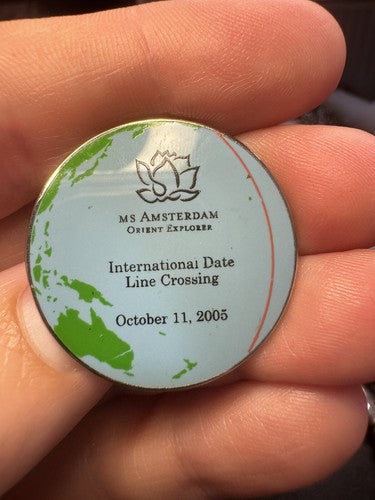 MS AMSTERDAM
ORIENT EXPLORER
International Date
Line Crossing
October 11, 2005